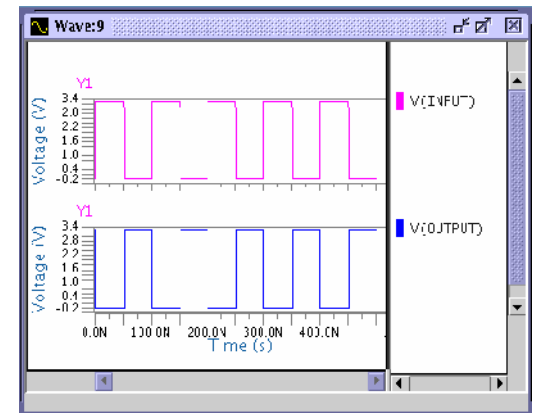 Wave:9
Y1
V(INPUT)
3.4
2.0
2.2
1.6
1.0
0.4
-0.2
Voltage (V)
Y1
V(OUTPUT)
3.4
2.8
2.2
1.6
1.0
0.4
-0.2
Voltage (V)
0.0N 100.0N 200.0N 300.0N 400.0N
Time (s)